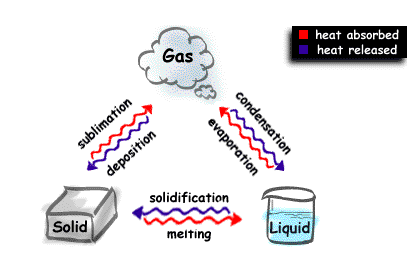 heat absorbed
heat released
Gas
sublimation
deposition
condensation
evaporation
solidification
melting
Solid
Liquid